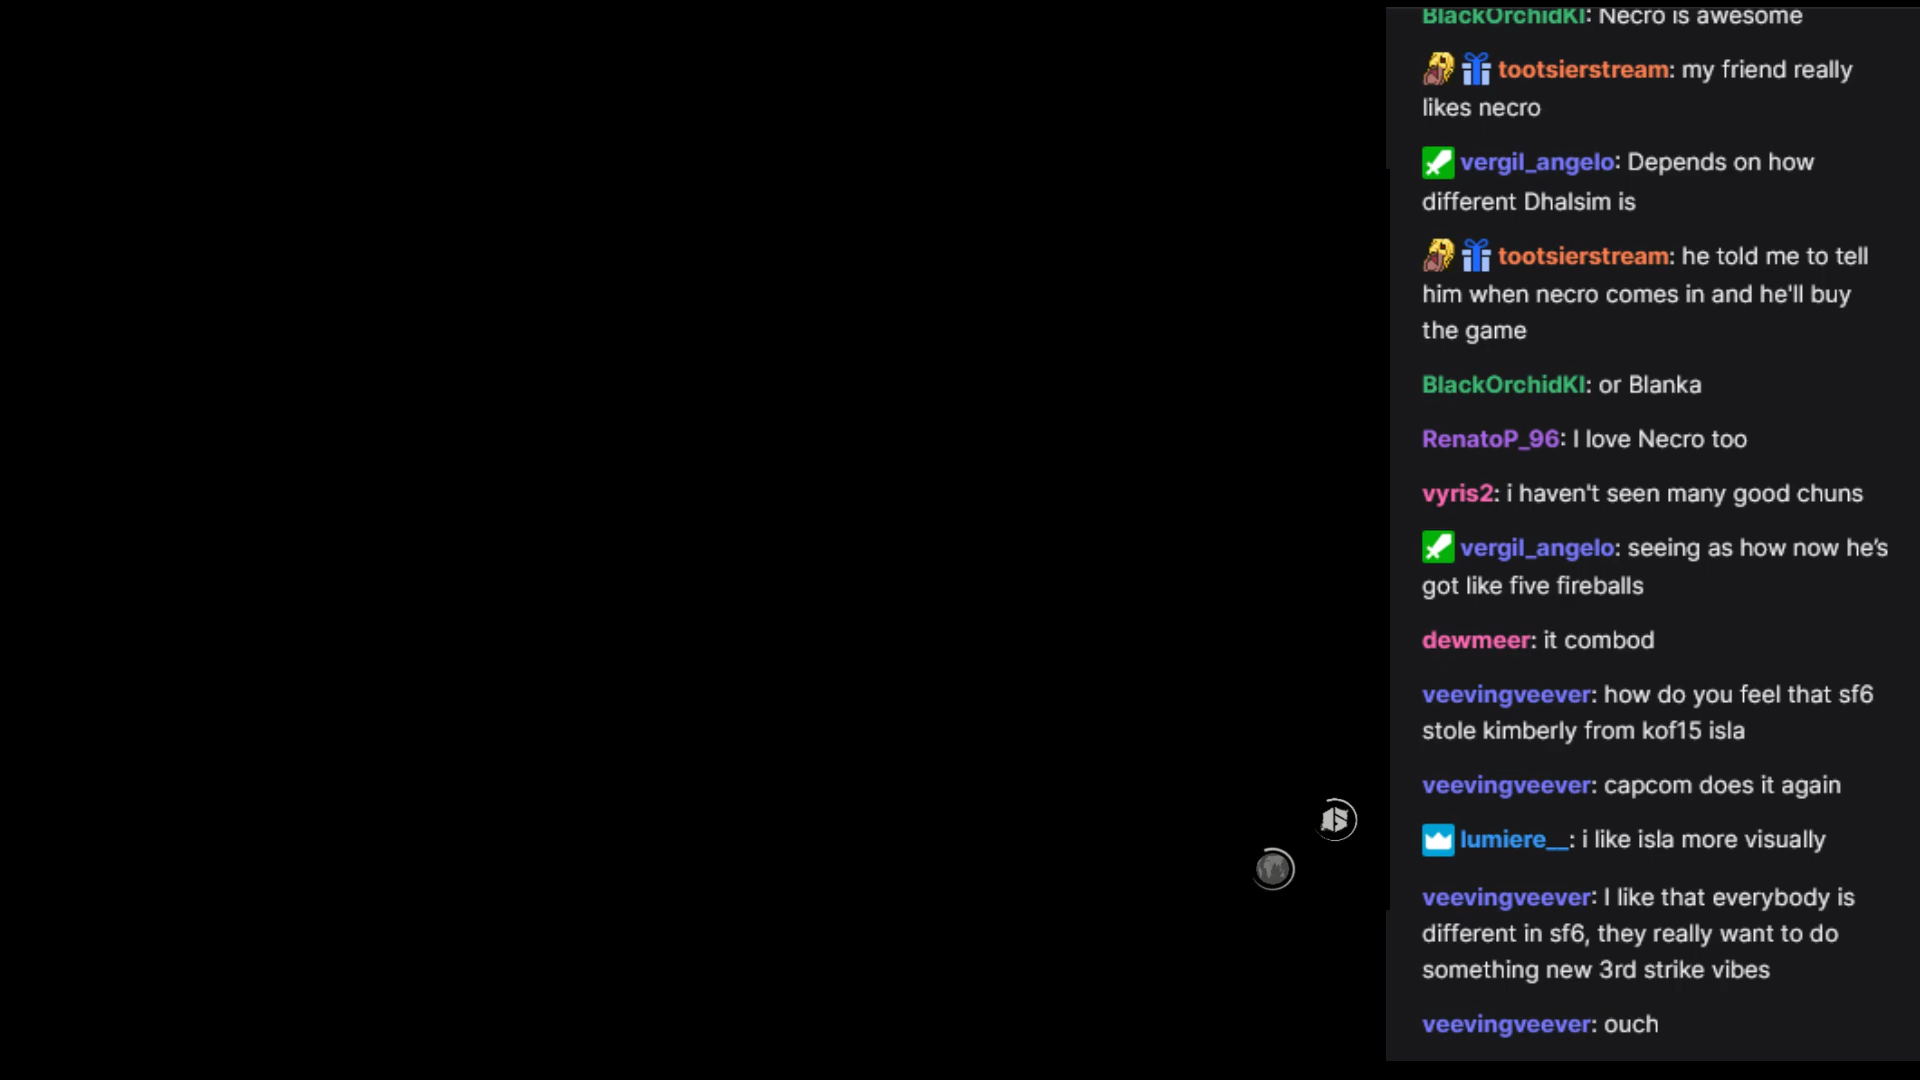 BlackOrchidKI: Necro is awesome
tootsierstream: my friend really
likes necro
vergil_angelo: Depends on how
different Dhalsim is
tootsierstream: he told me to tell
him when necro comes in and he'll buy
the game
BlackOrchidKI: or Blanka
RenatoP_96: I love Necro too
vyris2: i haven't seen many good chuns
vergil_angelo: seeing as how now he’s
got like five fireballs
dewmeer: it combod
veevingveever: how do you feel that sf6
stole kimberly from kof15 isla
veevingveever: capcom does it again
lumiere__: i like isla more visually
veevingveever: I like that everybody is
different in sf6, they really want to do
something new 3rd strike vibes
veevingveever: ouch